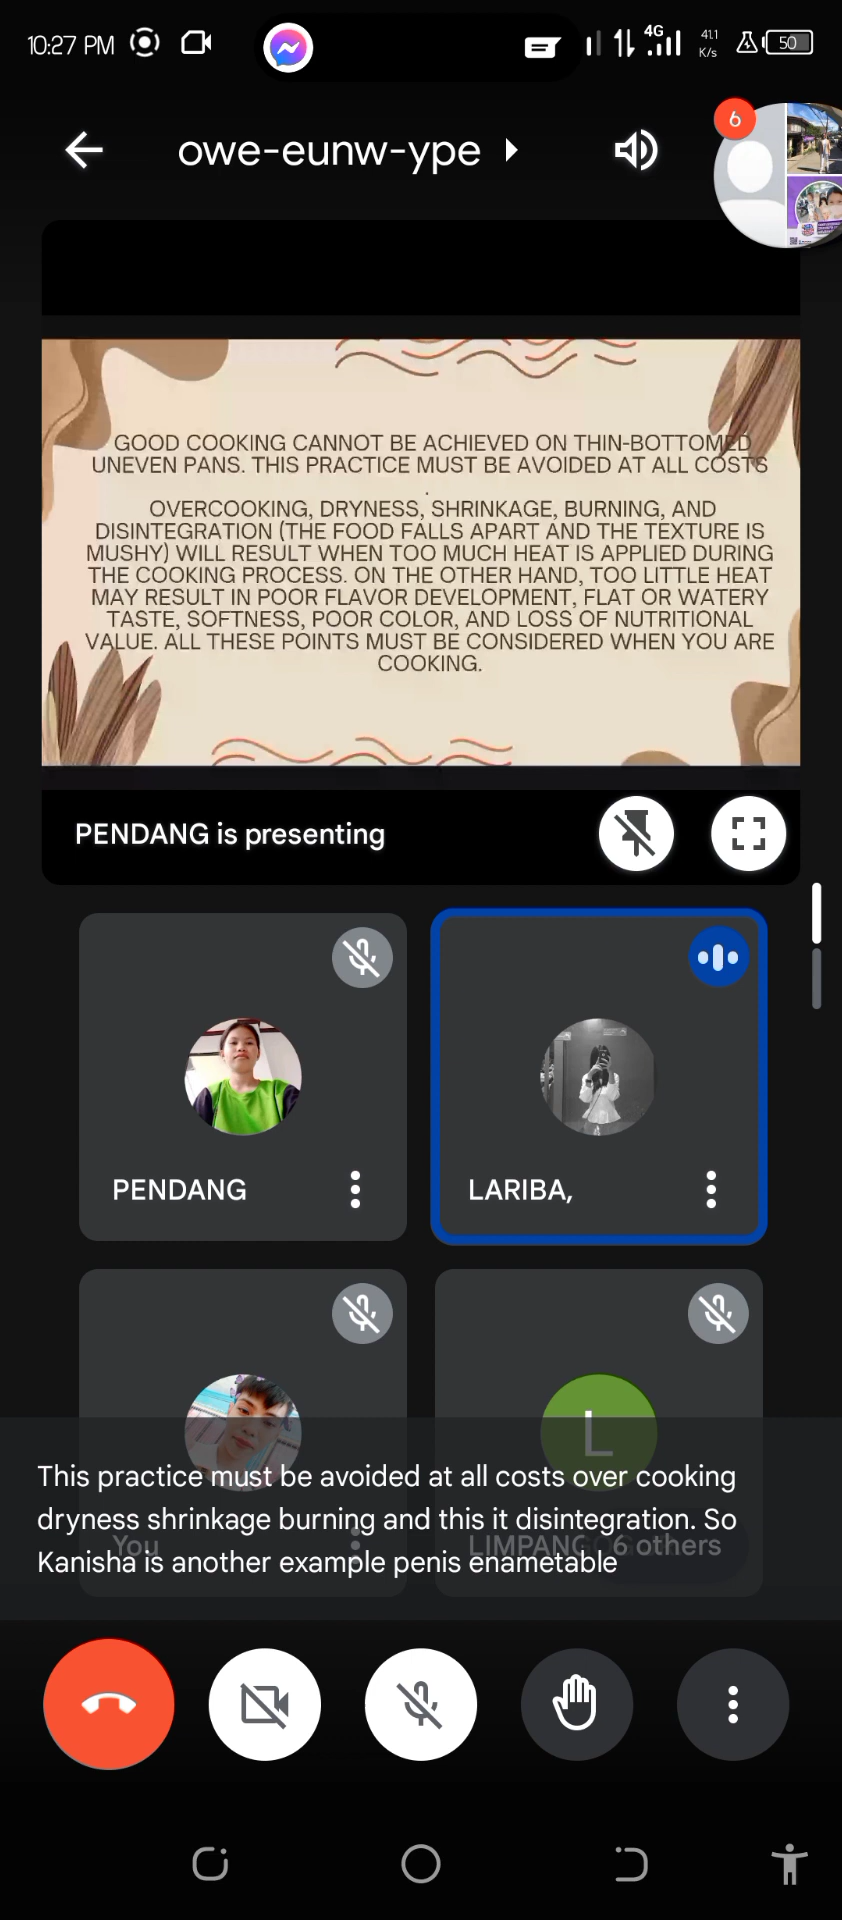 10:27 PM
4G
41.1
K/s
50
6
owe-eunw-ype
GOOD COOKING CANNOT BE ACHIEVED ON THIN-BOTTOMED
UNEVEN PANS. THIS PRACTICE MUST BE AVOIDED AT ALL COSTS
.
OVERCOOKING, DRYNESS, SHRINKAGE, BURNING, AND
DISINTEGRATION (THE FOOD FALLS APART AND THE TEXTURE IS
MUSHY) WILL RESULT WHEN TOO MUCH HEAT IS APPLIED DURING
THE COOKING PROCESS. ON THE OTHER HAND, TOO LITTLE HEAT
MAY RESULT IN POOR FLAVOR DEVELOPMENT, FLAT OR WATERY
TASTE, SOFTNESS, POOR COLOR, AND LOSS OF NUTRITIONAL
VALUE. ALL THESE POINTS MUST BE CONSIDERED WHEN YOU ARE
COOKING.
PENDANG is presenting
PENDANG
LARIBA,
L
This practice must be avoided at all costs over cooking
dryness shrinkage burning and this it disintegration. So
You
LIMPANG
6 others
Kanisha is another example penis enametable